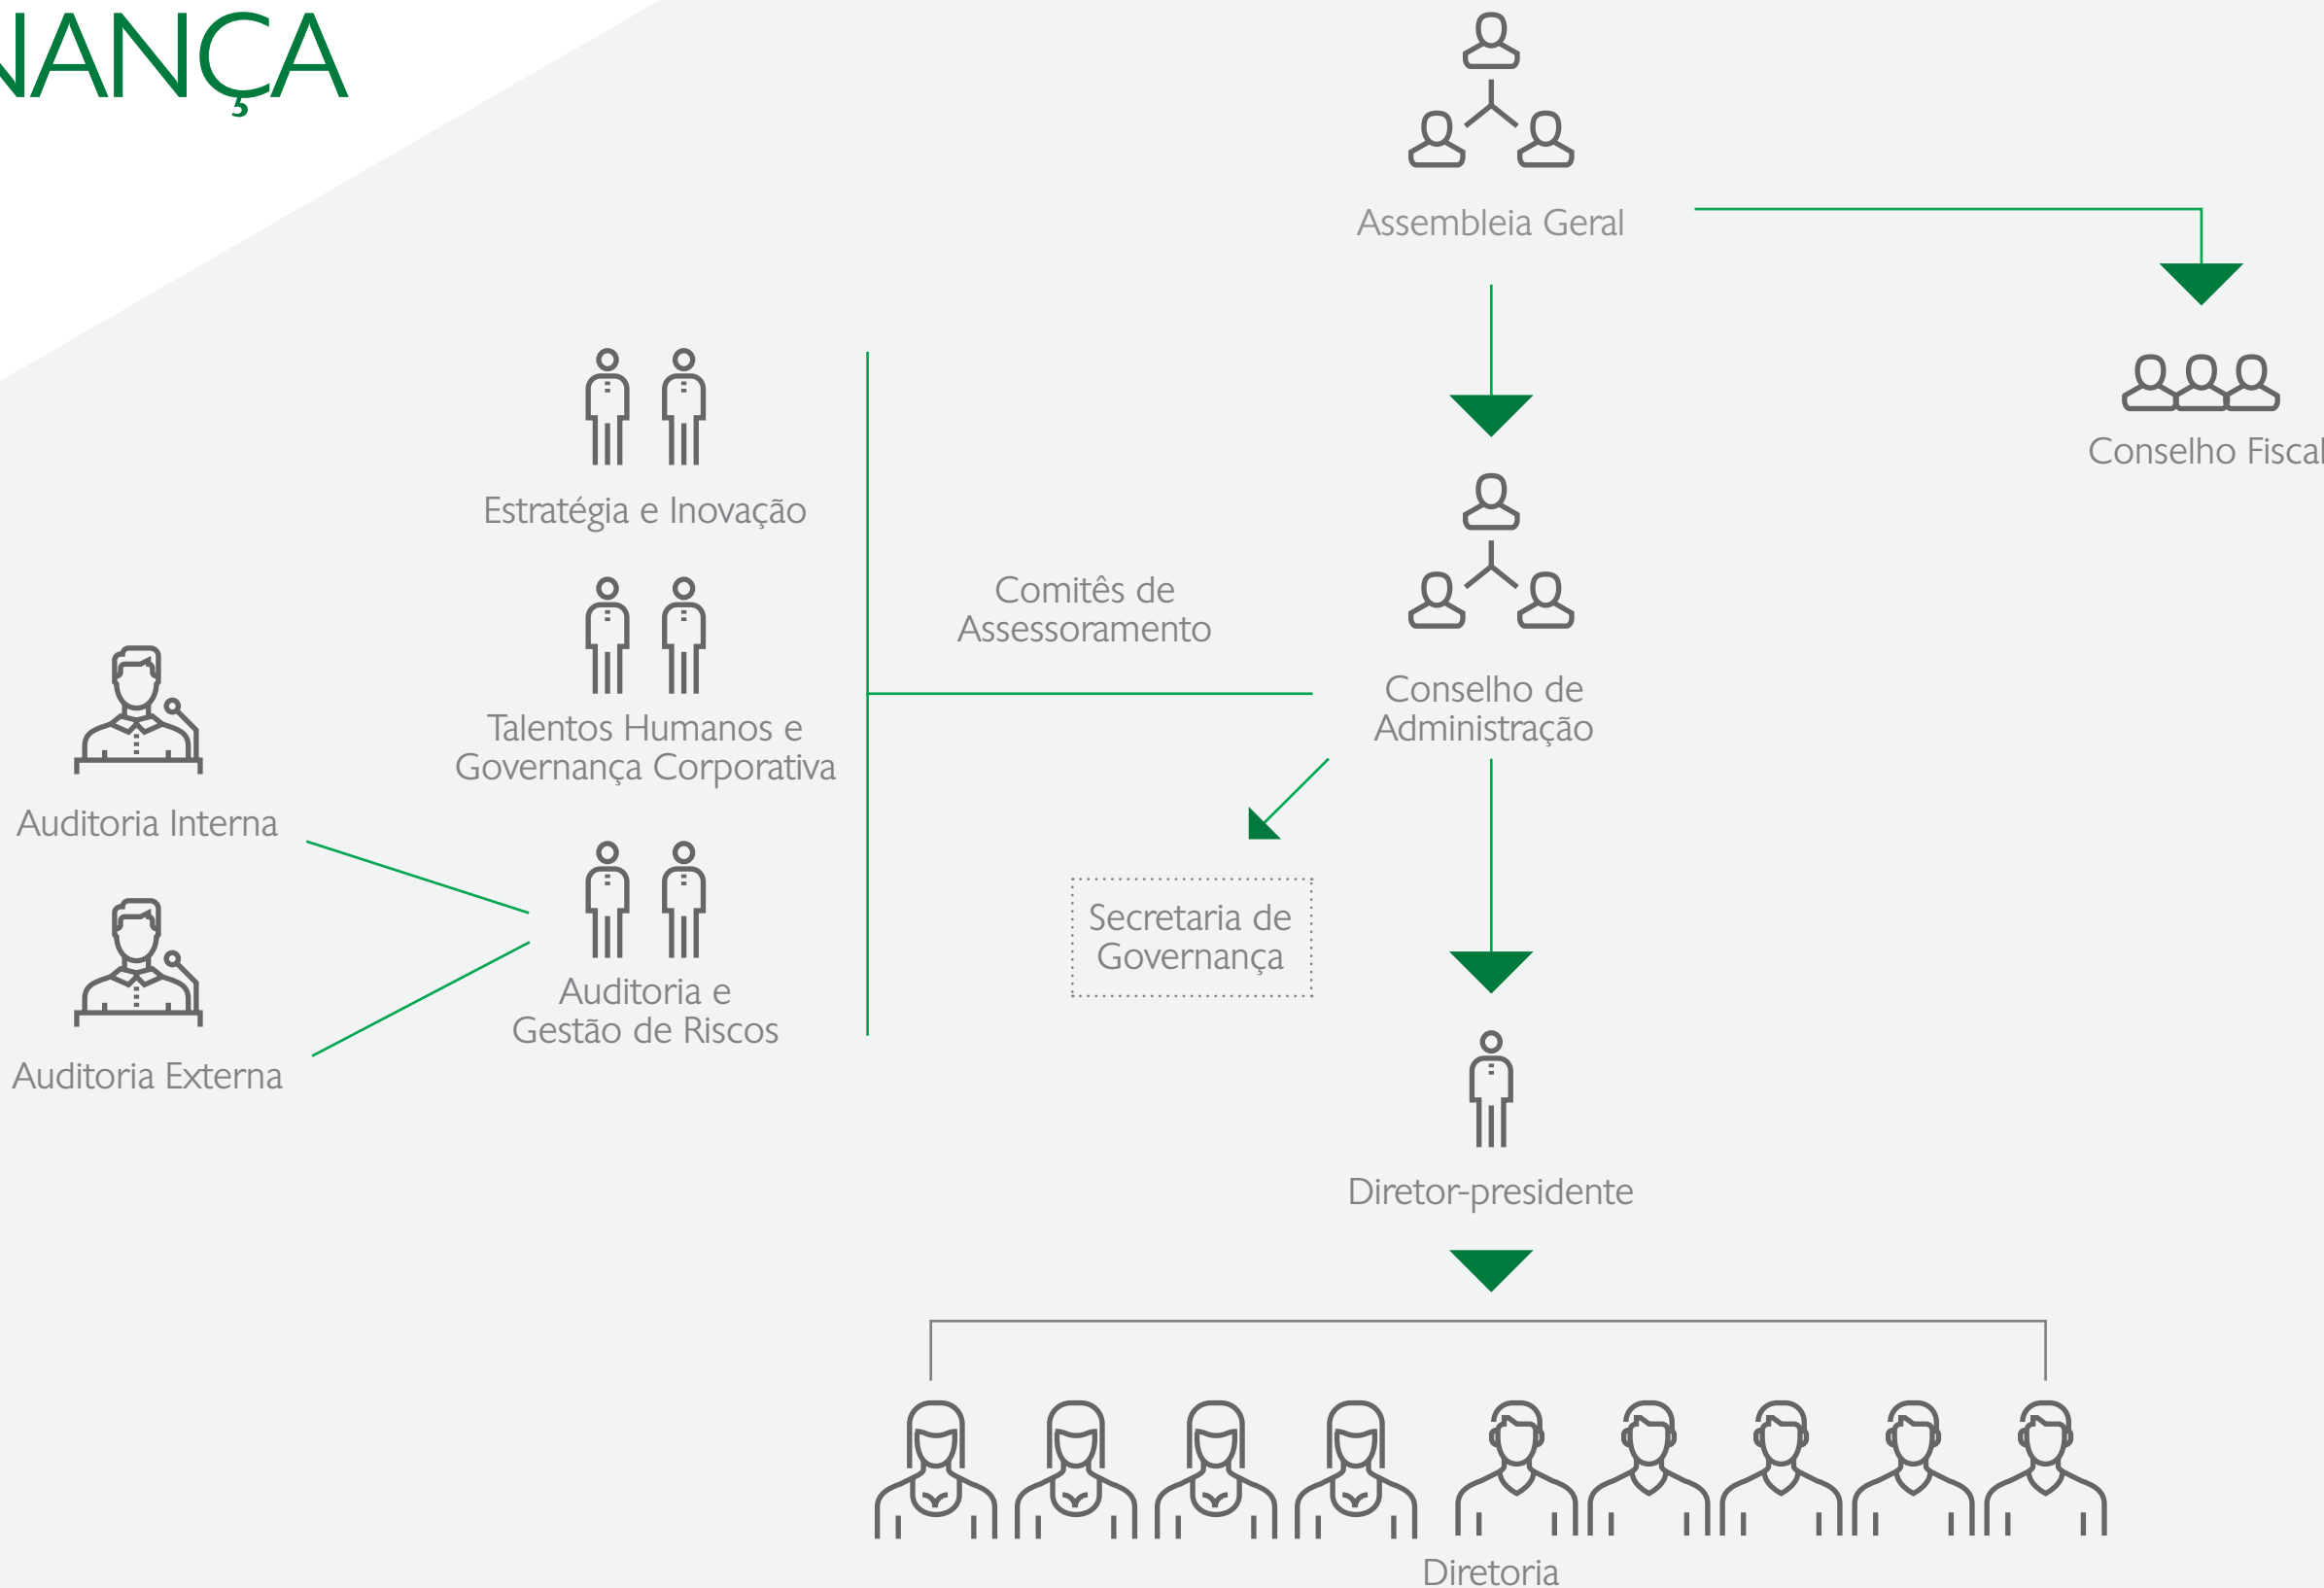 NANÇA
Assembleia Geral
Conselho Fiscal
Estratégia e Inovação
Comitês de
Assessoramento
Conselho de
Administração
Talentos Humanos e
Governança Corporativa
Auditoria Interna
Secretaria de
Governança
Auditoria e
Gestão de Riscos
Auditoria Externa
Diretor-presidente
Diretoria